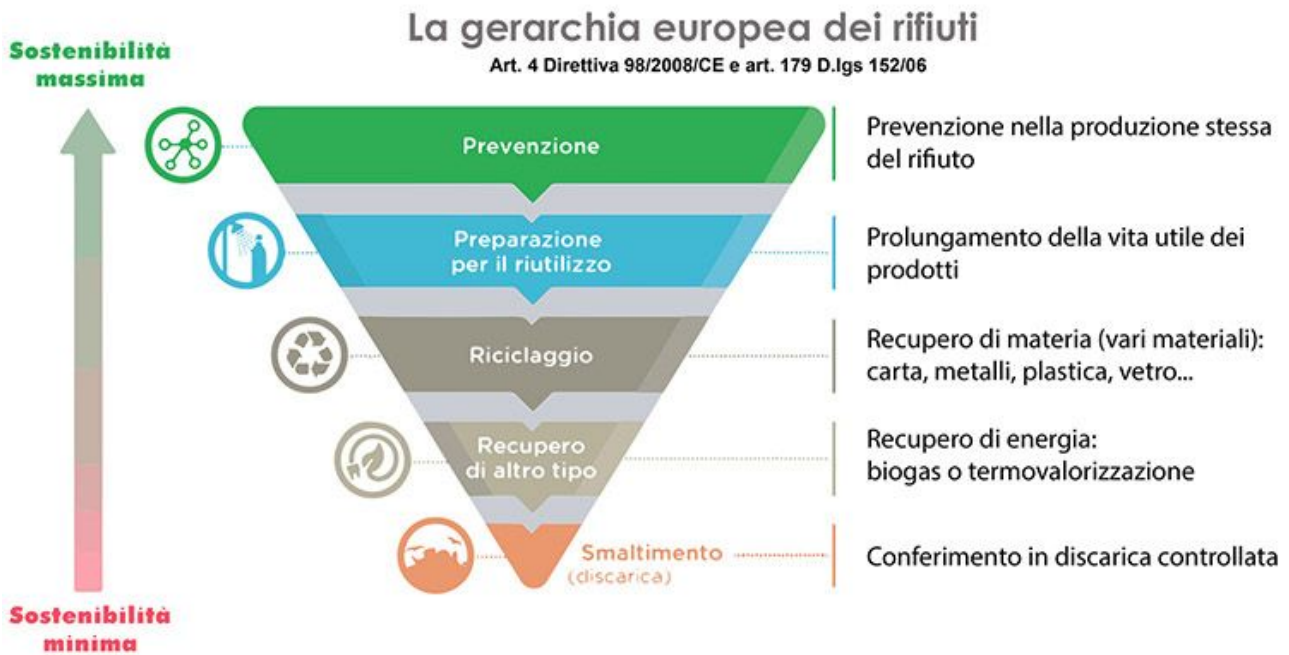 La gerarchia europea dei rifiuti
Art. 4 Direttiva 98/2008/CE e art. 179 D.lgs 152/06
Sostenibilità
massima
Prevenzione
Prevenzione nella produzione stessa
del rifiuto
Preparazione
per il riutilizzo
Prolungamento della vita utile dei
prodotti
Riciclaggio
Recupero di materia (vari materiali):
carta, metalli, plastica, vetro...
Recupero
di altro tipo
Recupero di energia:
biogas o termovalorizzazione
Smaltimento
(discarica)
Conferimento in discarica controllata
Sostenibilità
minima